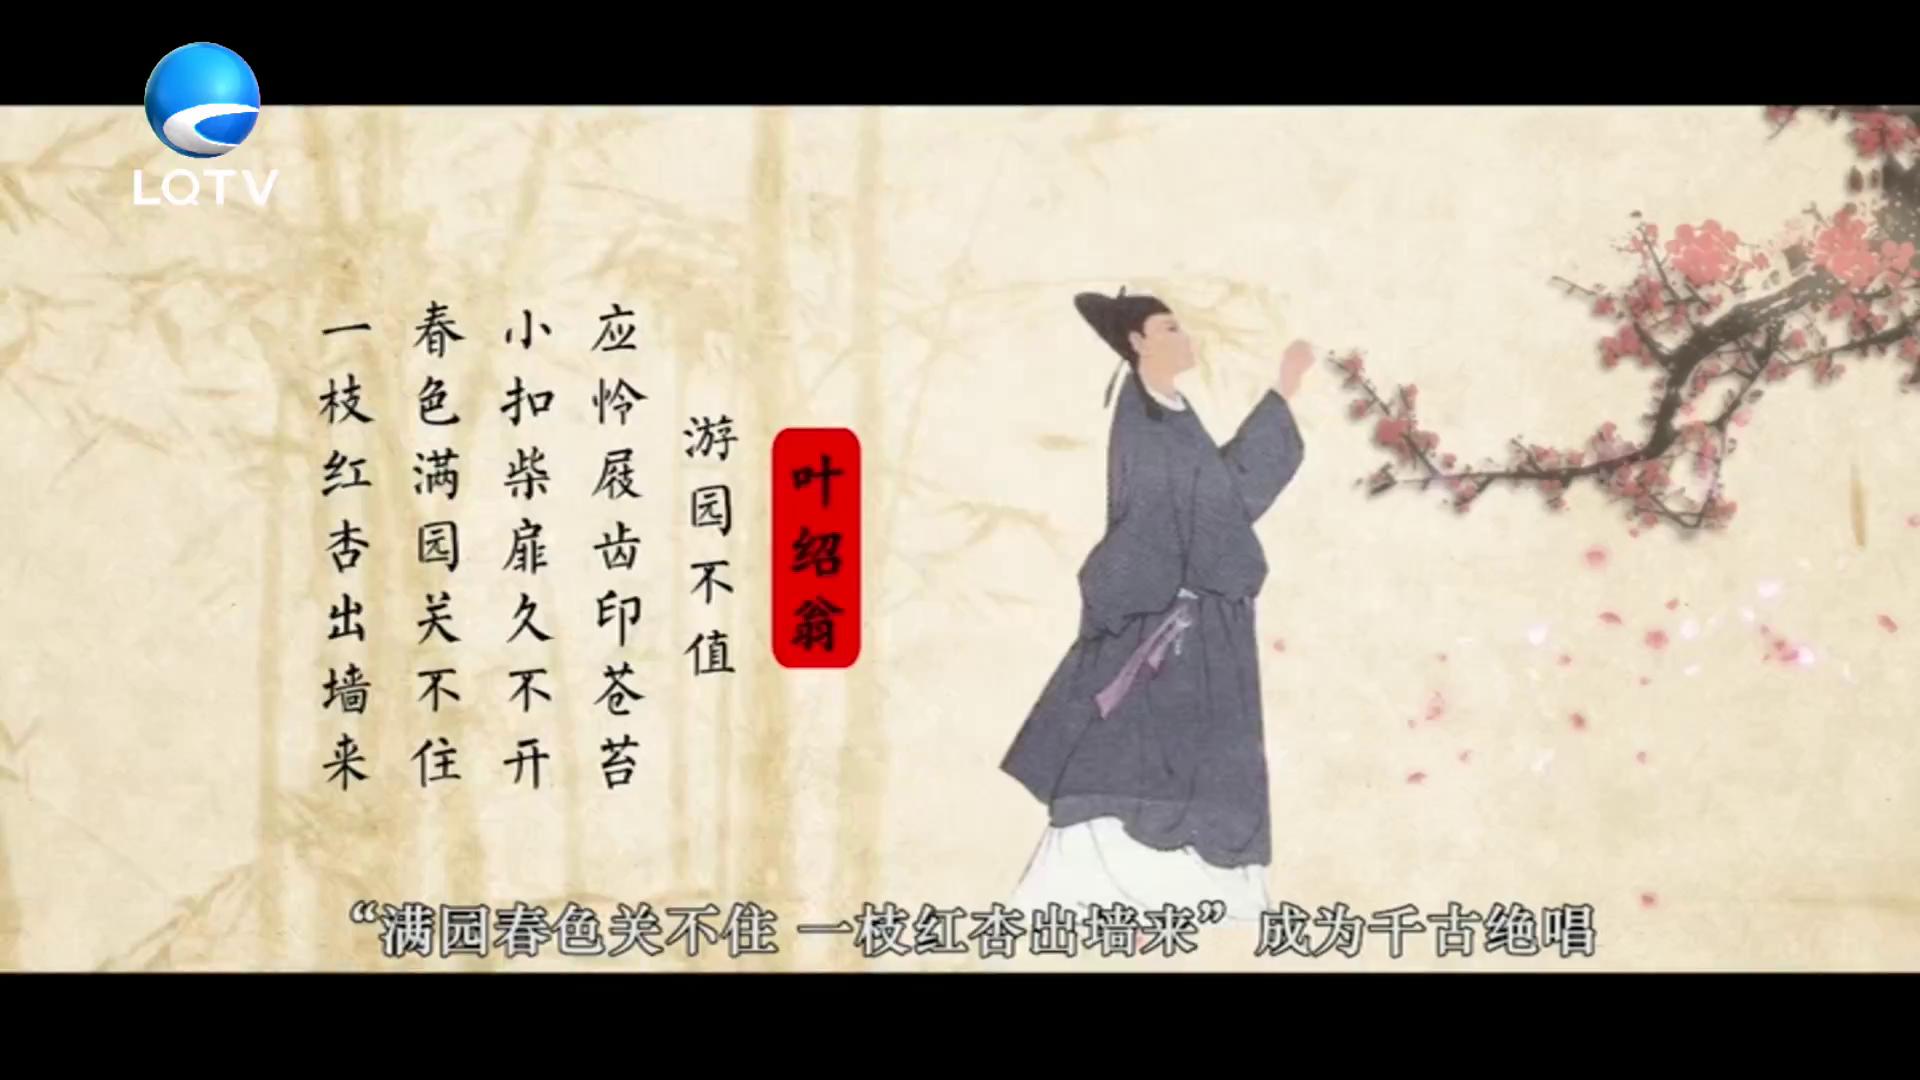 LQTV
叶绍翁
游园不值
应怜屐齿印苍苔
小扣柴扉久不开
春色满园关不住
一枝红杏出墙来
“满园春色关不住 一枝红杏出墙来” 成为千古绝唱